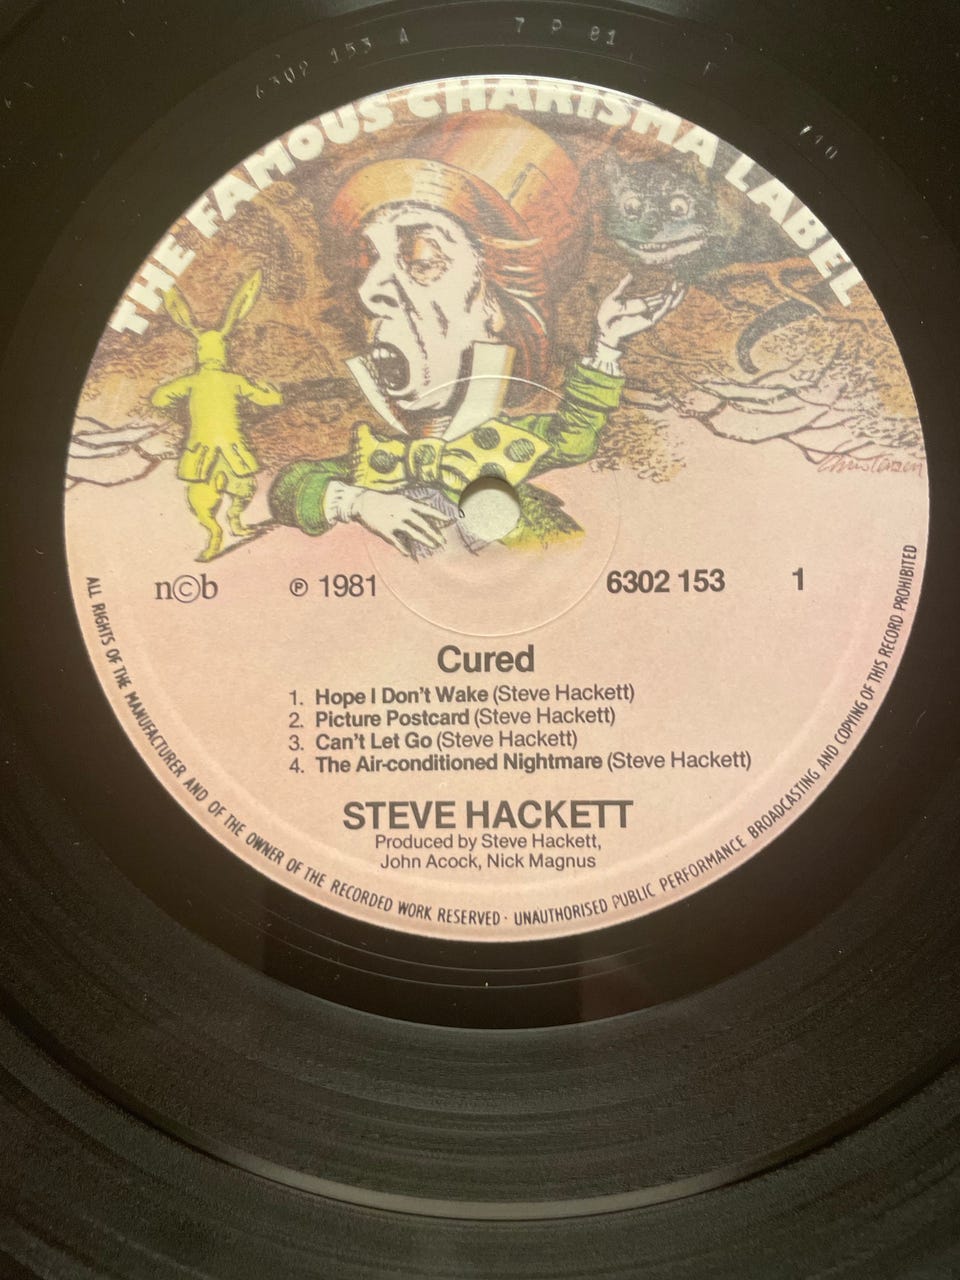 6302 153 A
7 P 81
THE FAMOUS CHARISMA LABEL
Christensen
n©b
℗ 1981
6302 153
1
Cured
1. Hope I Don't Wake (Steve Hackett)
2. Picture Postcard (Steve Hackett)
3. Can't Let Go (Steve Hackett)
4. The Air-conditioned Nightmare (Steve Hackett)
STEVE HACKETT
Produced by Steve Hackett,
John Acock, Nick Magnus
ALL RIGHTS OF THE MANUFACTURER AND OF THE OWNER OF THE RECORDED WORK RESERVED · UNAUTHORISED PUBLIC PERFORMANCE BROADCASTING AND COPYING OF THIS RECORD PROHIBITED